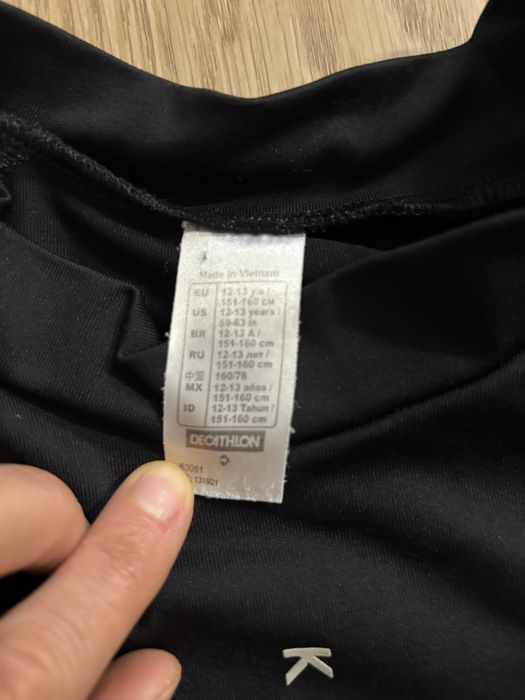 Made in Vietnam
EU 12-13 y/a /
151-160 см
US 12-13 years /
59-63 in
BR 12-13 A /
151-160 cm
RU 12-13 лет /
151-160 cm
中国 160/76
MX 12-13 años /
151-160 cm
ID 12-13 Tahun /
151-160 cm
DECATHLON
131921
K